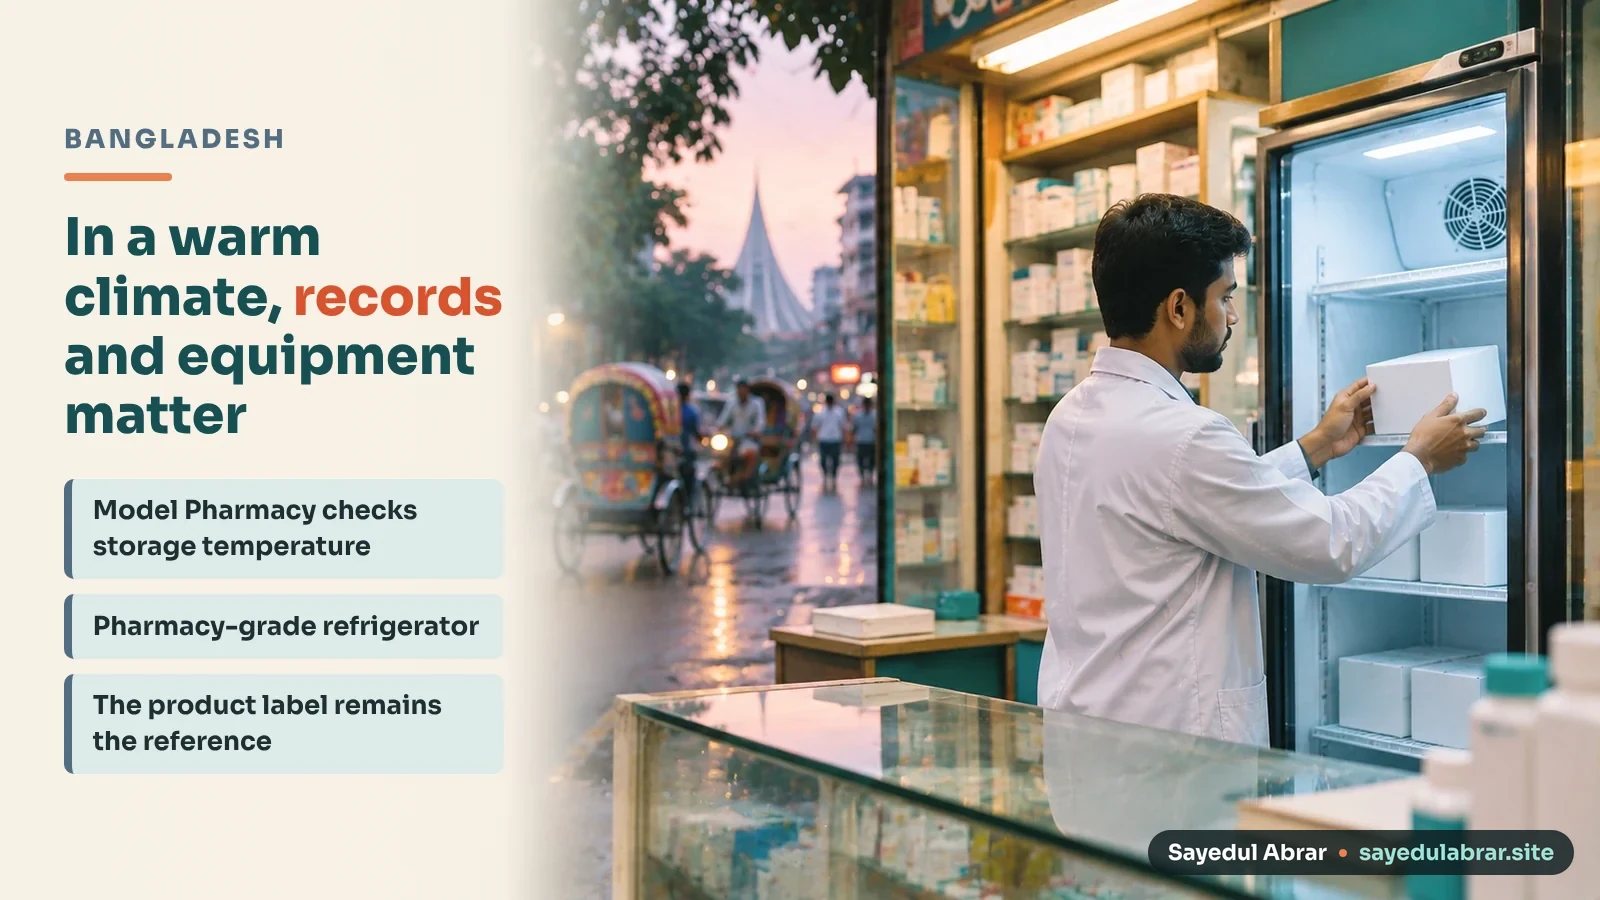 BANGLADESH
In a warm
climate, records
and equipment
matter
Model Pharmacy checks
storage temperature
Pharmacy-grade refrigerator
The product label remains
the reference
Sayedul Abrar • sayedulabrar.site